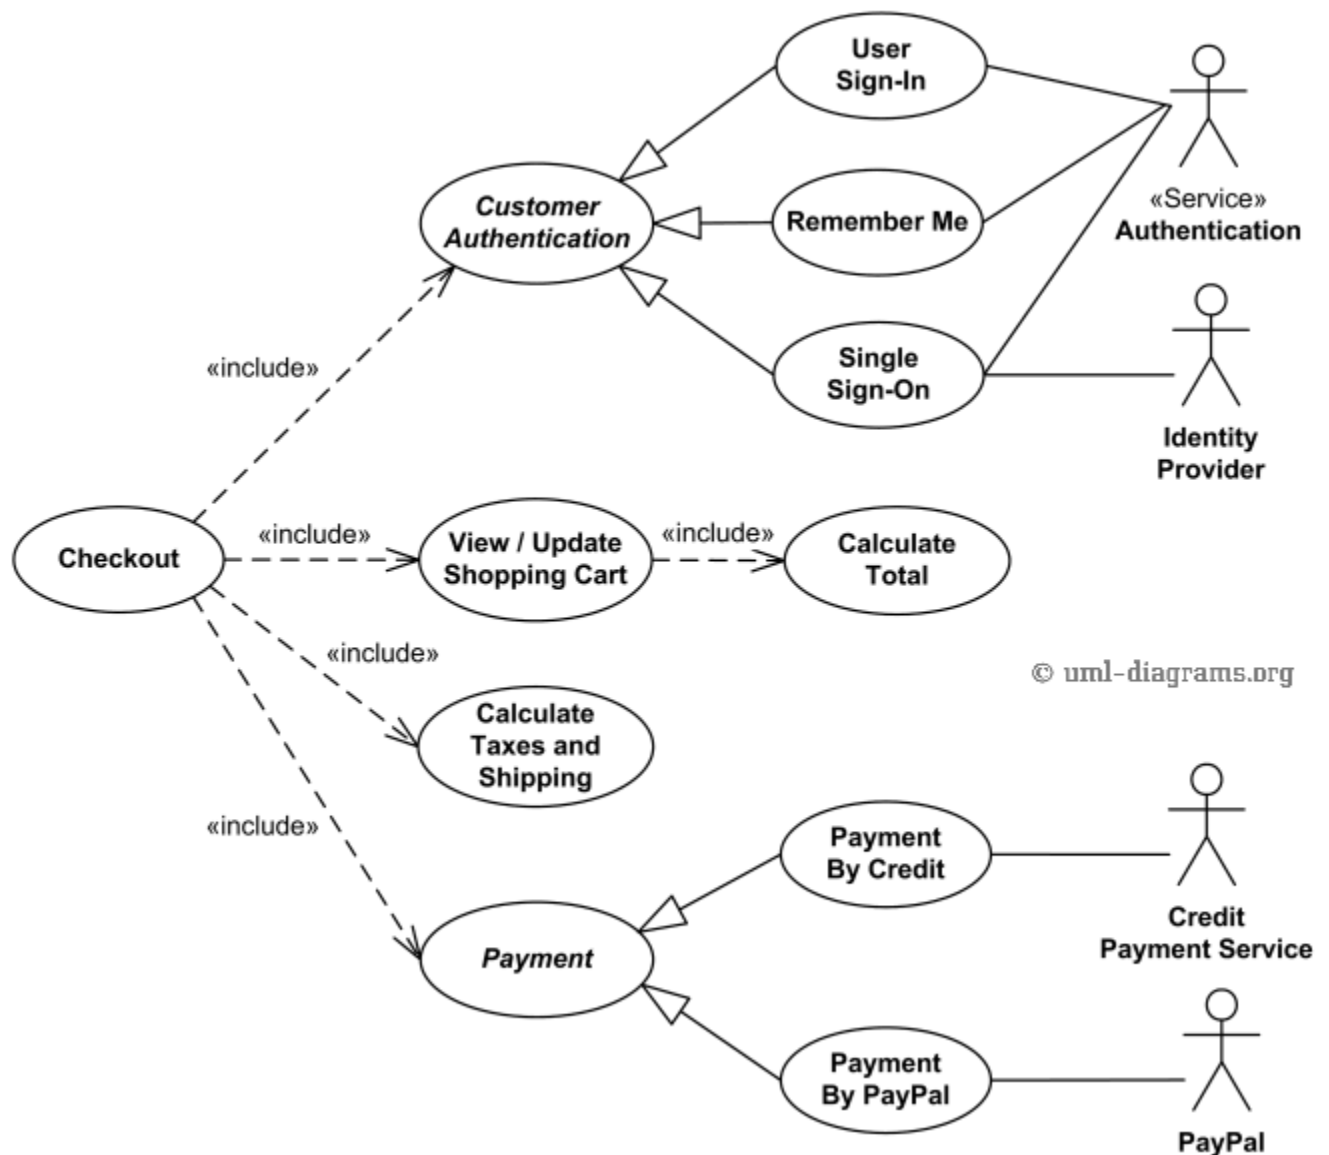 User
Sign-In
«Service»
Authentication
Customer
Authentication
Remember Me
Single
Sign-On
Identity
Provider
«include»
Checkout
«include»
View / Update
Shopping Cart
«include»
Calculate
Total
«include»
© uml-diagrams.org
Calculate
Taxes and
Shipping
«include»
Payment
By Credit
Credit
Payment Service
Payment
Payment
By PayPal
PayPal